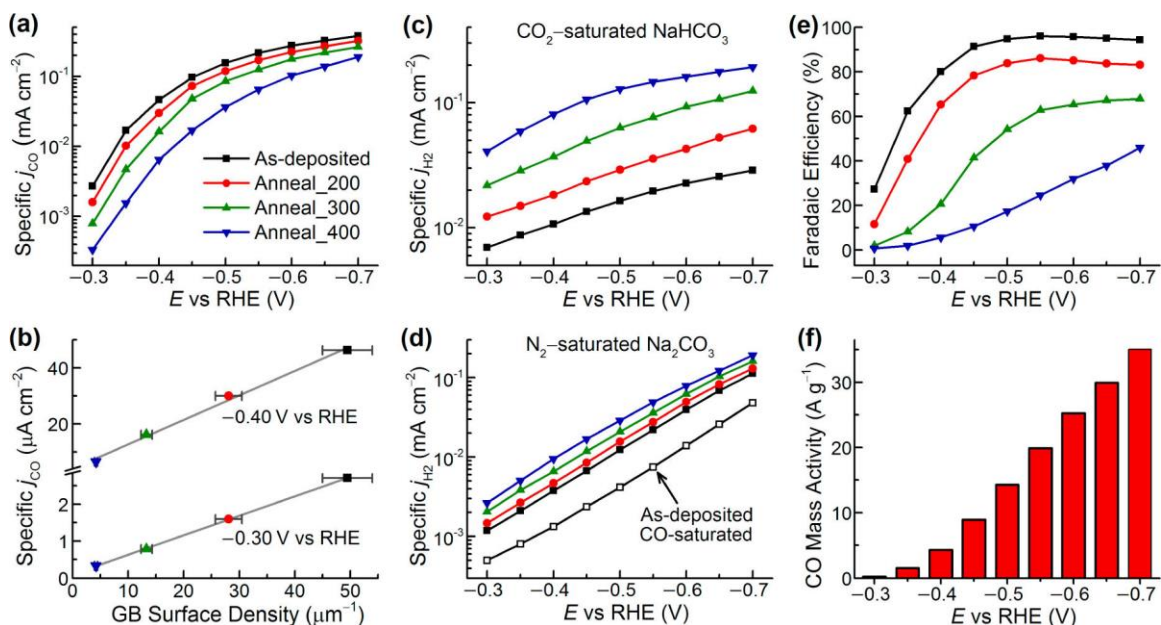 (a)
Specific jCO (mA cm−2)
10−1
10−2
10−3
As-deposited
Anneal_200
Anneal_300
Anneal_400
−0.3 −0.4 −0.5 −0.6 −0.7
E vs RHE (V)
(b)
Specific jCO (μA cm−2)
40
20
2
1
0
−0.40 V vs RHE
−0.30 V vs RHE
0 10 20 30 40 50
GB Surface Density (μm−1)
(c)
CO2−saturated NaHCO3
Specific jH2 (mA cm−2)
10−1
10−2
−0.3 −0.4 −0.5 −0.6 −0.7
E vs RHE (V)
(d)
N2−saturated Na2CO3
Specific jH2 (mA cm−2)
10−1
10−2
10−3
As-deposited
CO-saturated
−0.3 −0.4 −0.5 −0.6 −0.7
E vs RHE (V)
(e)
Faradaic Efficiency (%)
100
80
60
40
20
0
−0.3 −0.4 −0.5 −0.6 −0.7
E vs RHE (V)
(f)
CO Mass Activity (A g−1)
30
20
10
0
−0.3 −0.4 −0.5 −0.6 −0.7
E vs RHE (V)